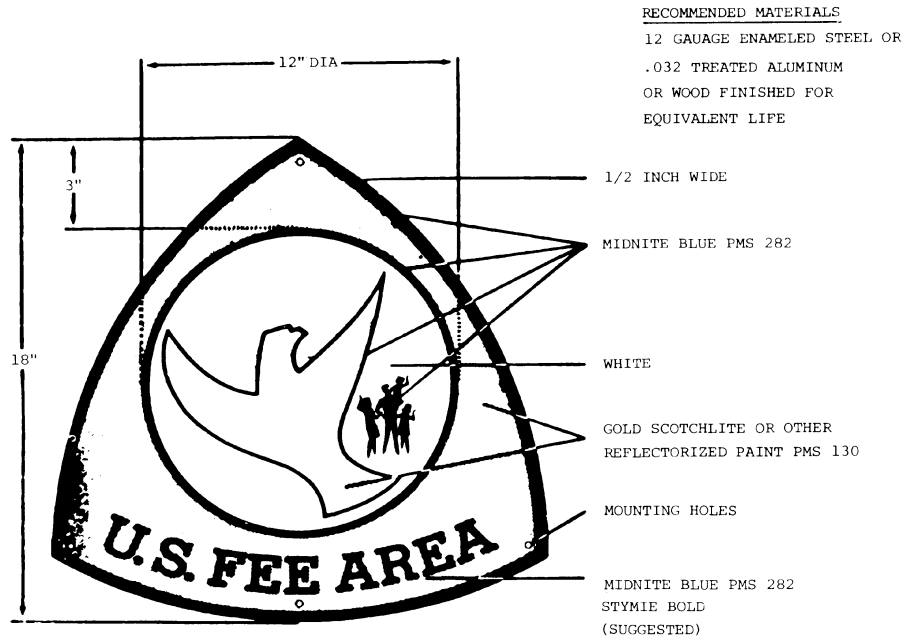 RECOMMENDED MATERIALS
12 GAUAGE ENAMELED STEEL OR
.032 TREATED ALUMINUM
OR WOOD FINISHED FOR
EQUIVALENT LIFE
12" DIA
3"
18"
1/2 INCH WIDE
MIDNITE BLUE PMS 282
WHITE
GOLD SCOTCHLITE OR OTHER
REFLECTORIZED PAINT PMS 130
MOUNTING HOLES
U.S. FEE AREA
MIDNITE BLUE PMS 282
STYMIE BOLD
(SUGGESTED)